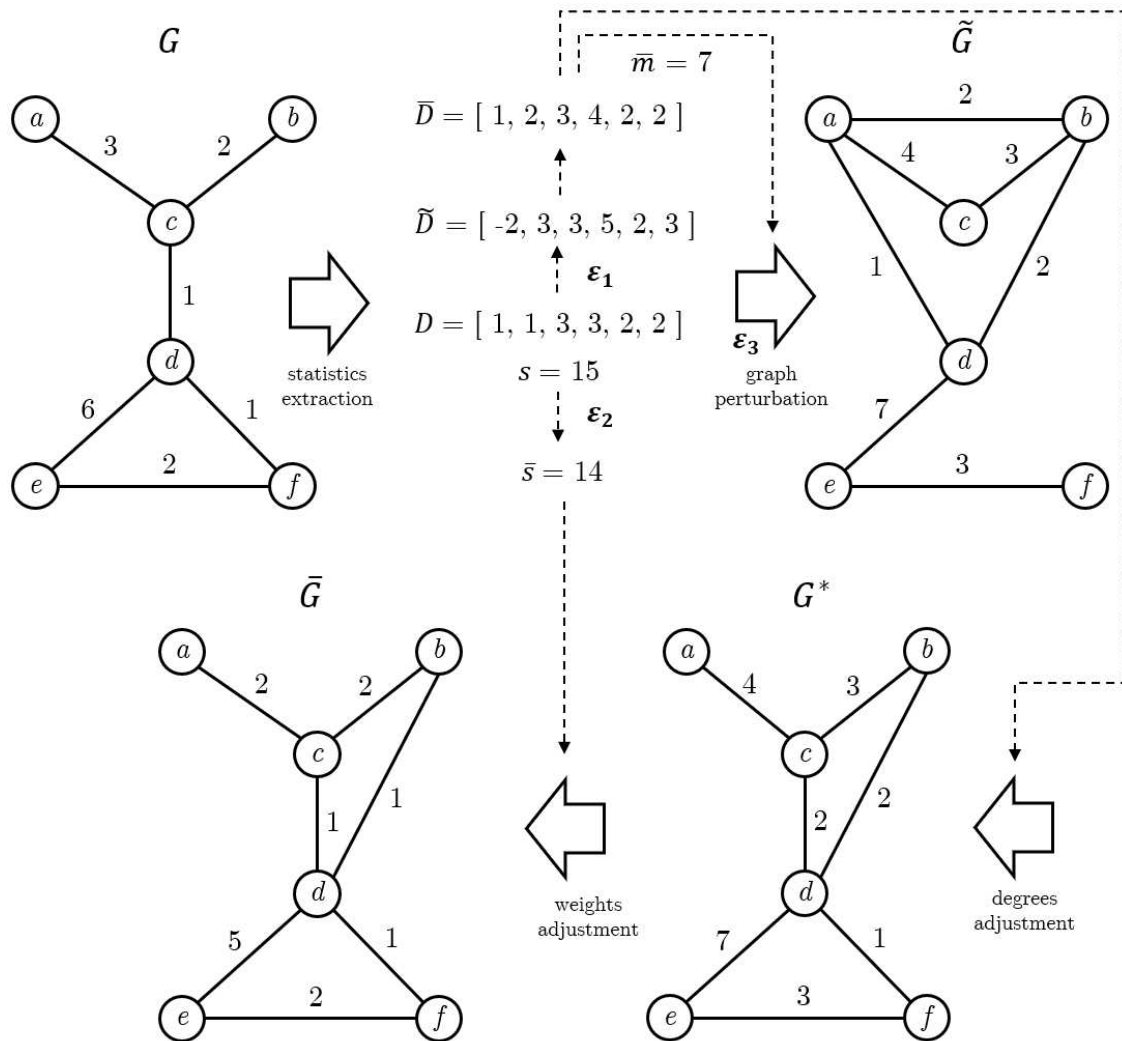 G
G̃
m̄ = 7
a
b
3
2
D̄ = [ 1, 2, 3, 4, 2, 2 ]
2
a
b
4
3
c
D̃ = [ -2, 3, 3, 5, 2, 3 ]
c
ε₁
1
1
2
D = [ 1, 1, 3, 3, 2, 2 ]
ε₃
d
statistics
extraction
s = 15
graph
perturbation
d
6
1
ε₂
7
2
3
e
f
s̄ = 14
e
f
Ḡ
G*
a
b
a
b
2
2
4
3
c
c
1
1
2
2
d
weights
adjustment
d
degrees
adjustment
5
1
7
1
2
3
e
f
e
f